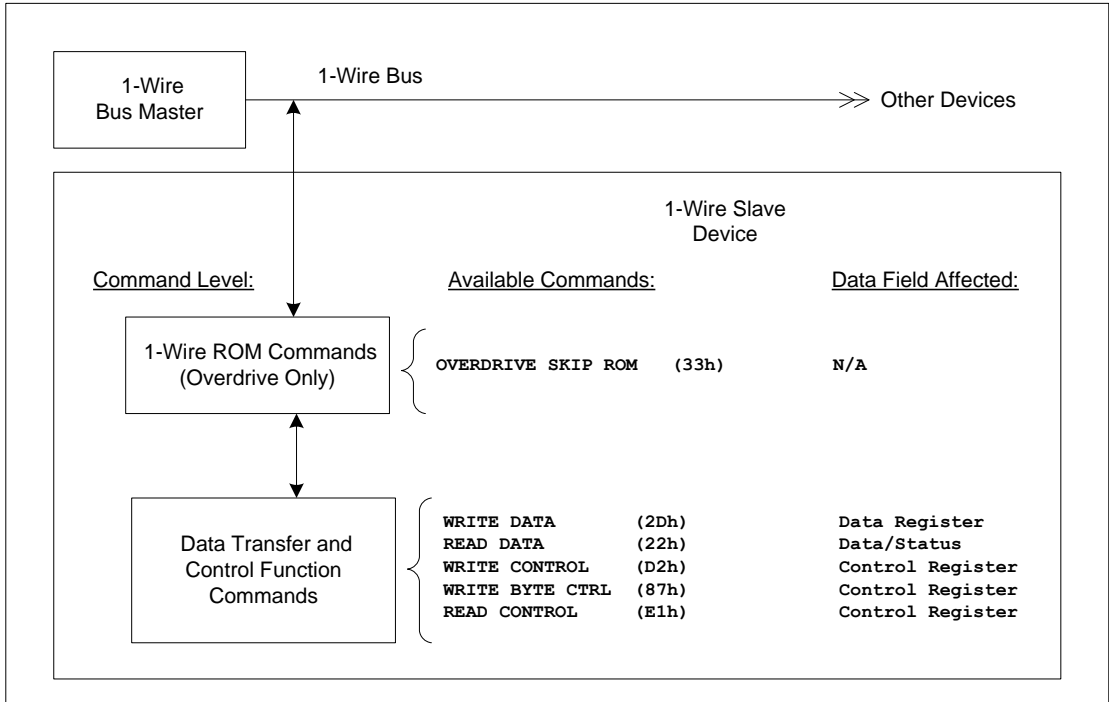 1-Wire
Bus Master
1-Wire Bus
Other Devices
1-Wire Slave
Device
Command Level:
Available Commands:
Data Field Affected:
1-Wire ROM Commands
(Overdrive Only)
OVERDRIVE SKIP ROM (33h) N/A
Data Transfer and
Control Function
Commands
WRITE DATA (2Dh) Data Register
READ DATA (22h) Data/Status
WRITE CONTROL (D2h) Control Register
WRITE BYTE CTRL (87h) Control Register
READ CONTROL (E1h) Control Register